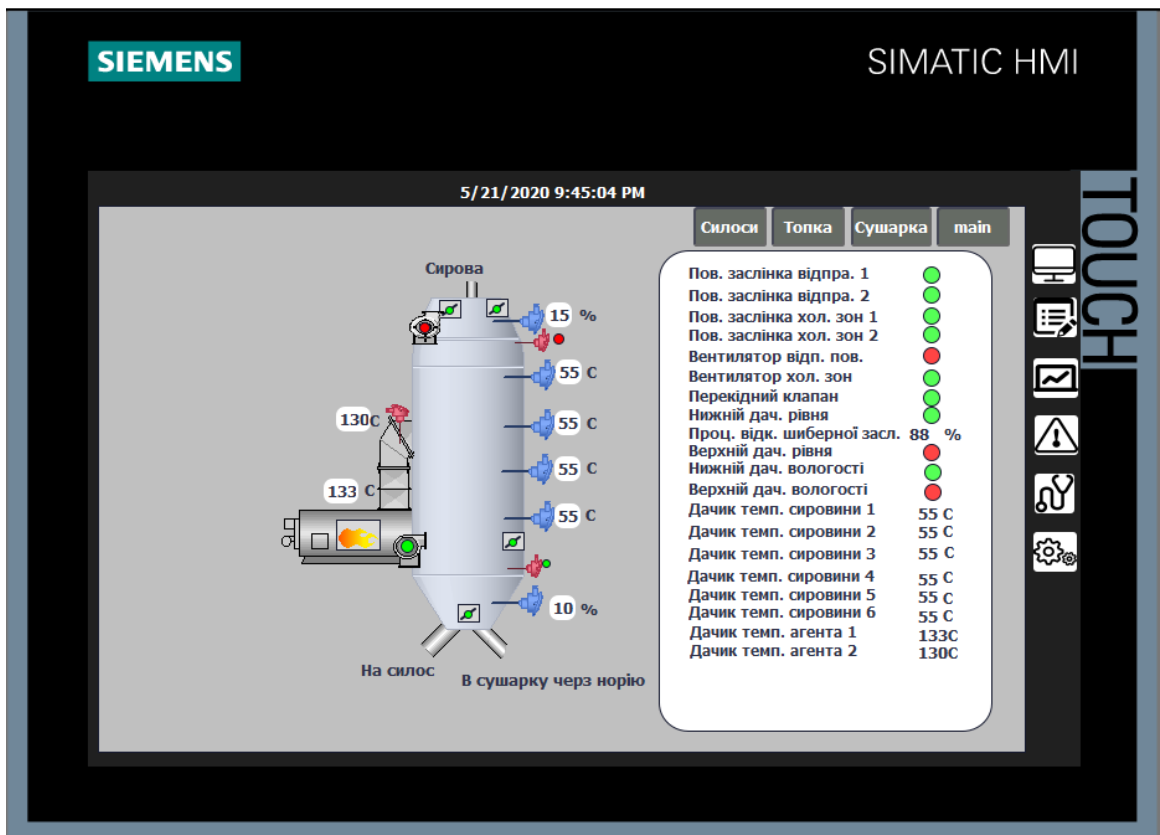 SIEMENS
SIMATIC HMI
TOUCH
5/21/2020 9:45:04 PM
Силоси
Топка
Сушарка
main
Сирова
15 %
55 C
55 C
55 C
55 C
10 %
130C
133 C
На силос
В сушарку черз норію
Пов. заслінка відпра. 1
Пов. заслінка відпра. 2
Пов. заслінка хол. зон 1
Пов. заслінка хол. зон 2
Вентилятор відп. пов.
Вентилятор хол. зон
Перекідний клапан
Нижній дач. рівня
Проц. відк. шиберної засл. 88 %
Верхній дач. рівня
Нижній дач. вологості
Верхній дач. вологості
Дачик темп. сировини 1 55 C
Дачик темп. сировини 2 55 C
Дачик темп. сировини 3 55 C
Дачик темп. сировини 4 55 C
Дачик темп. сировини 5 55 C
Дачик темп. сировини 6 55 C
Дачик темп. агента 1 133C
Дачик темп. агента 2 130C